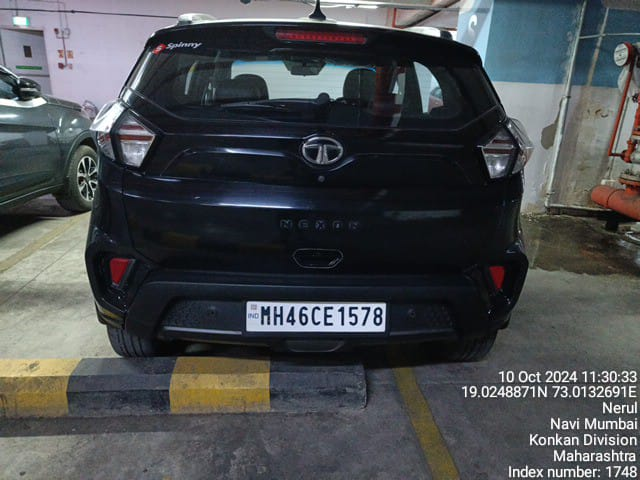 Spinny
NEXON
IND
MH46CE1578
10 Oct 2024 11:30:33
19.0248871N 73.0132691E
Nerul
Navi Mumbai
Konkan Division
Maharashtra
Index number: 1748